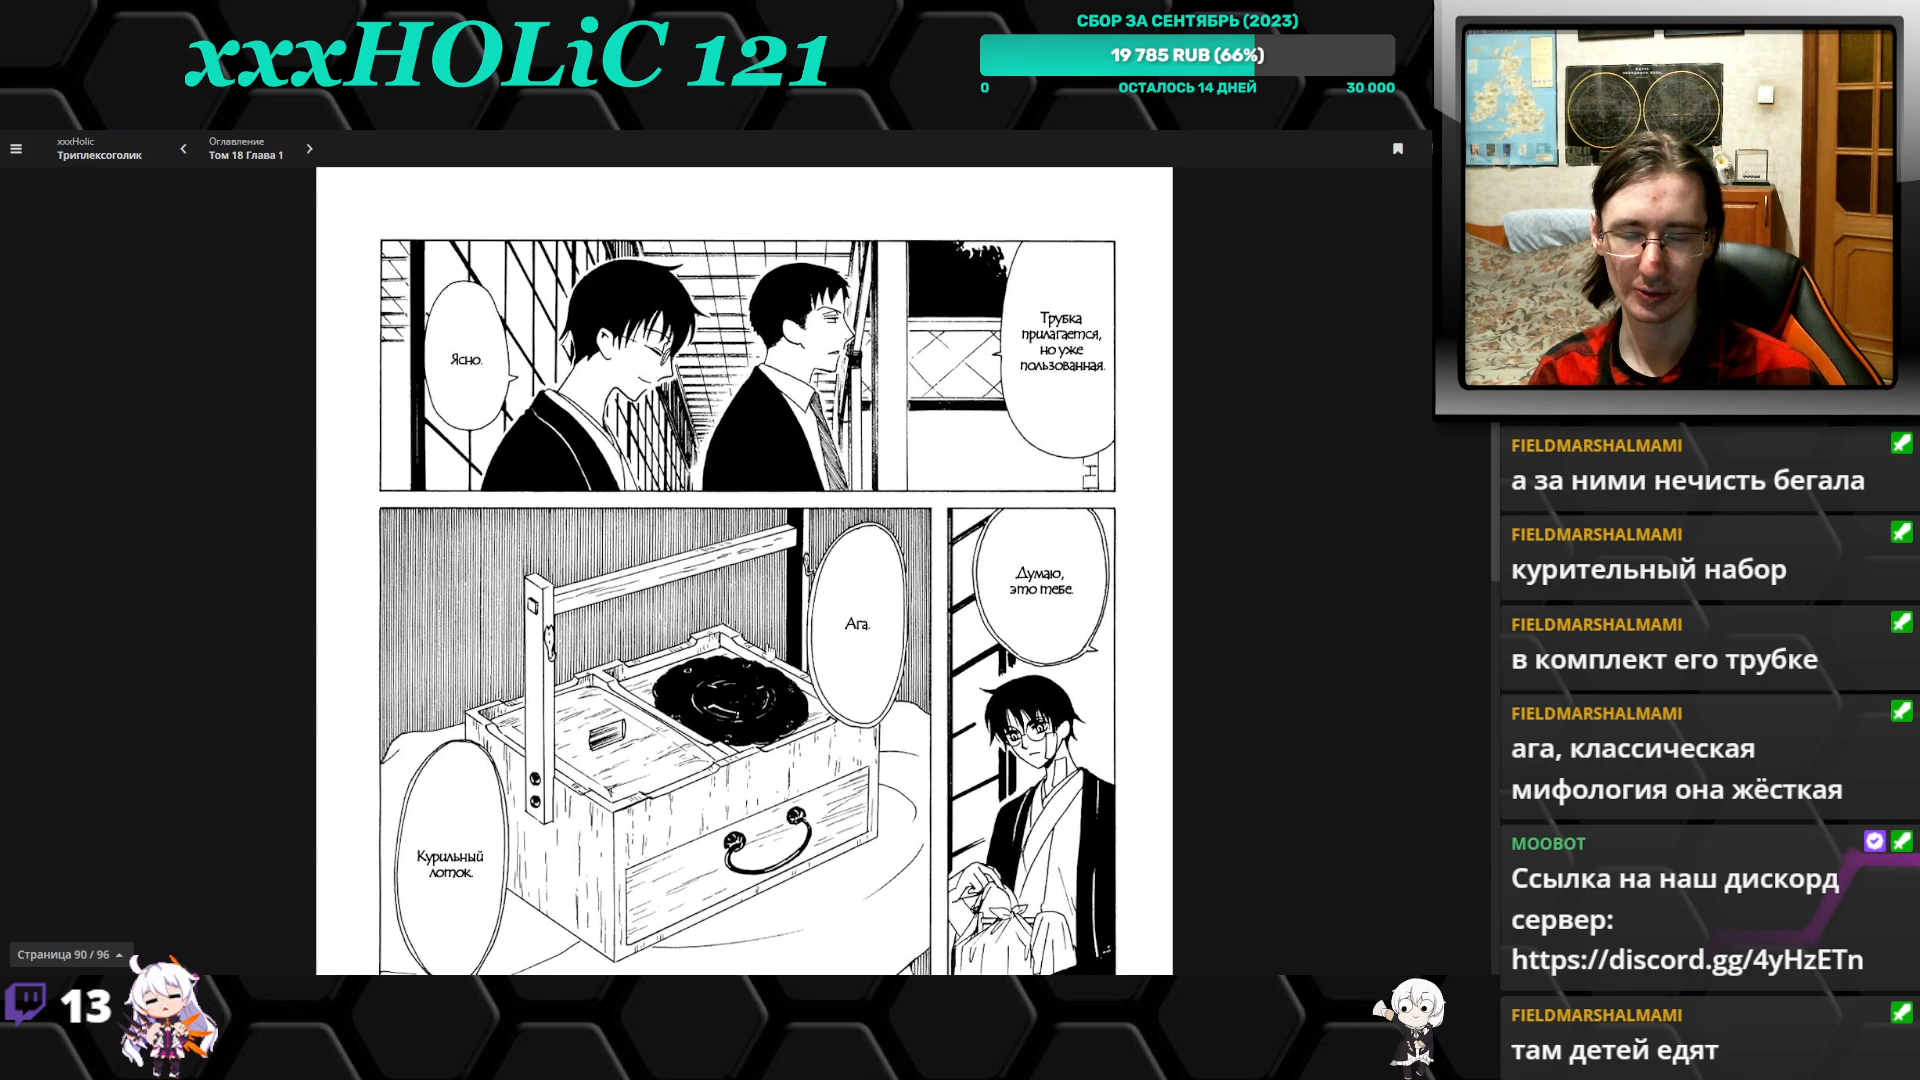 xxxHOLiC 121
СБОР ЗА СЕНТЯБРЬ (2023)
19 785 RUB (66%)
0
ОСТАЛОСЬ 14 ДНЕЙ
30 000
xxxHolic
Триплексоголик
Оглавление
Том 18 Глава 1
Трубка
прилагается,
но уже
пользованная.
Ясно.
Думаю,
это тебе.
Ага.
Курильный
лоток.
Страница 90 / 96
13
FIELDMARSHALMAMI
а за ними нечисть бегала
FIELDMARSHALMAMI
курительный набор
FIELDMARSHALMAMI
в комплект его трубке
FIELDMARSHALMAMI
ага, классическая
мифология она жёсткая
MOOBOT
Ссылка на наш дискорд
сервер:
https://discord.gg/4yHzETn
FIELDMARSHALMAMI
там детей едят